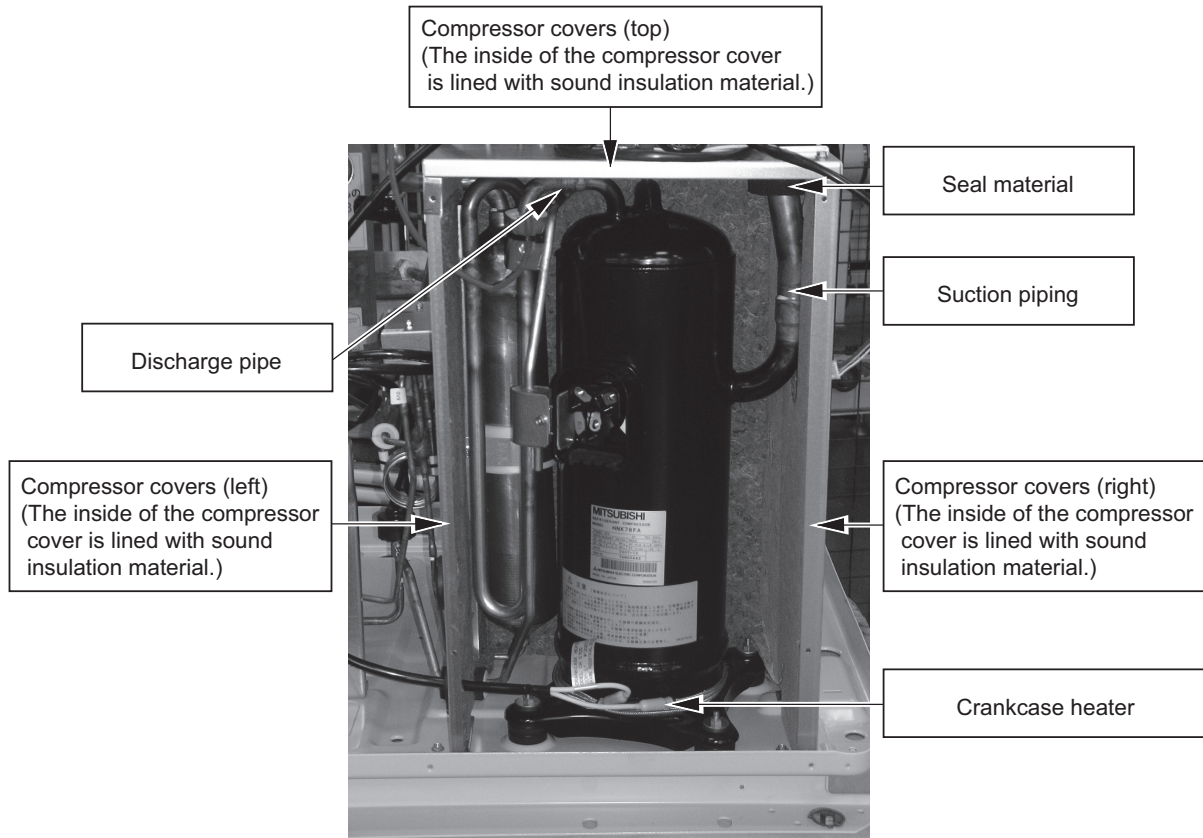 Compressor covers (top)
(The inside of the compressor cover
is lined with sound insulation material.)
Seal material
Suction piping
Discharge pipe
Compressor covers (left)
(The inside of the compressor
cover is lined with sound
insulation material.)
Compressor covers (right)
(The inside of the compressor
cover is lined with sound
insulation material.)
MITSUBISHI
Crankcase heater